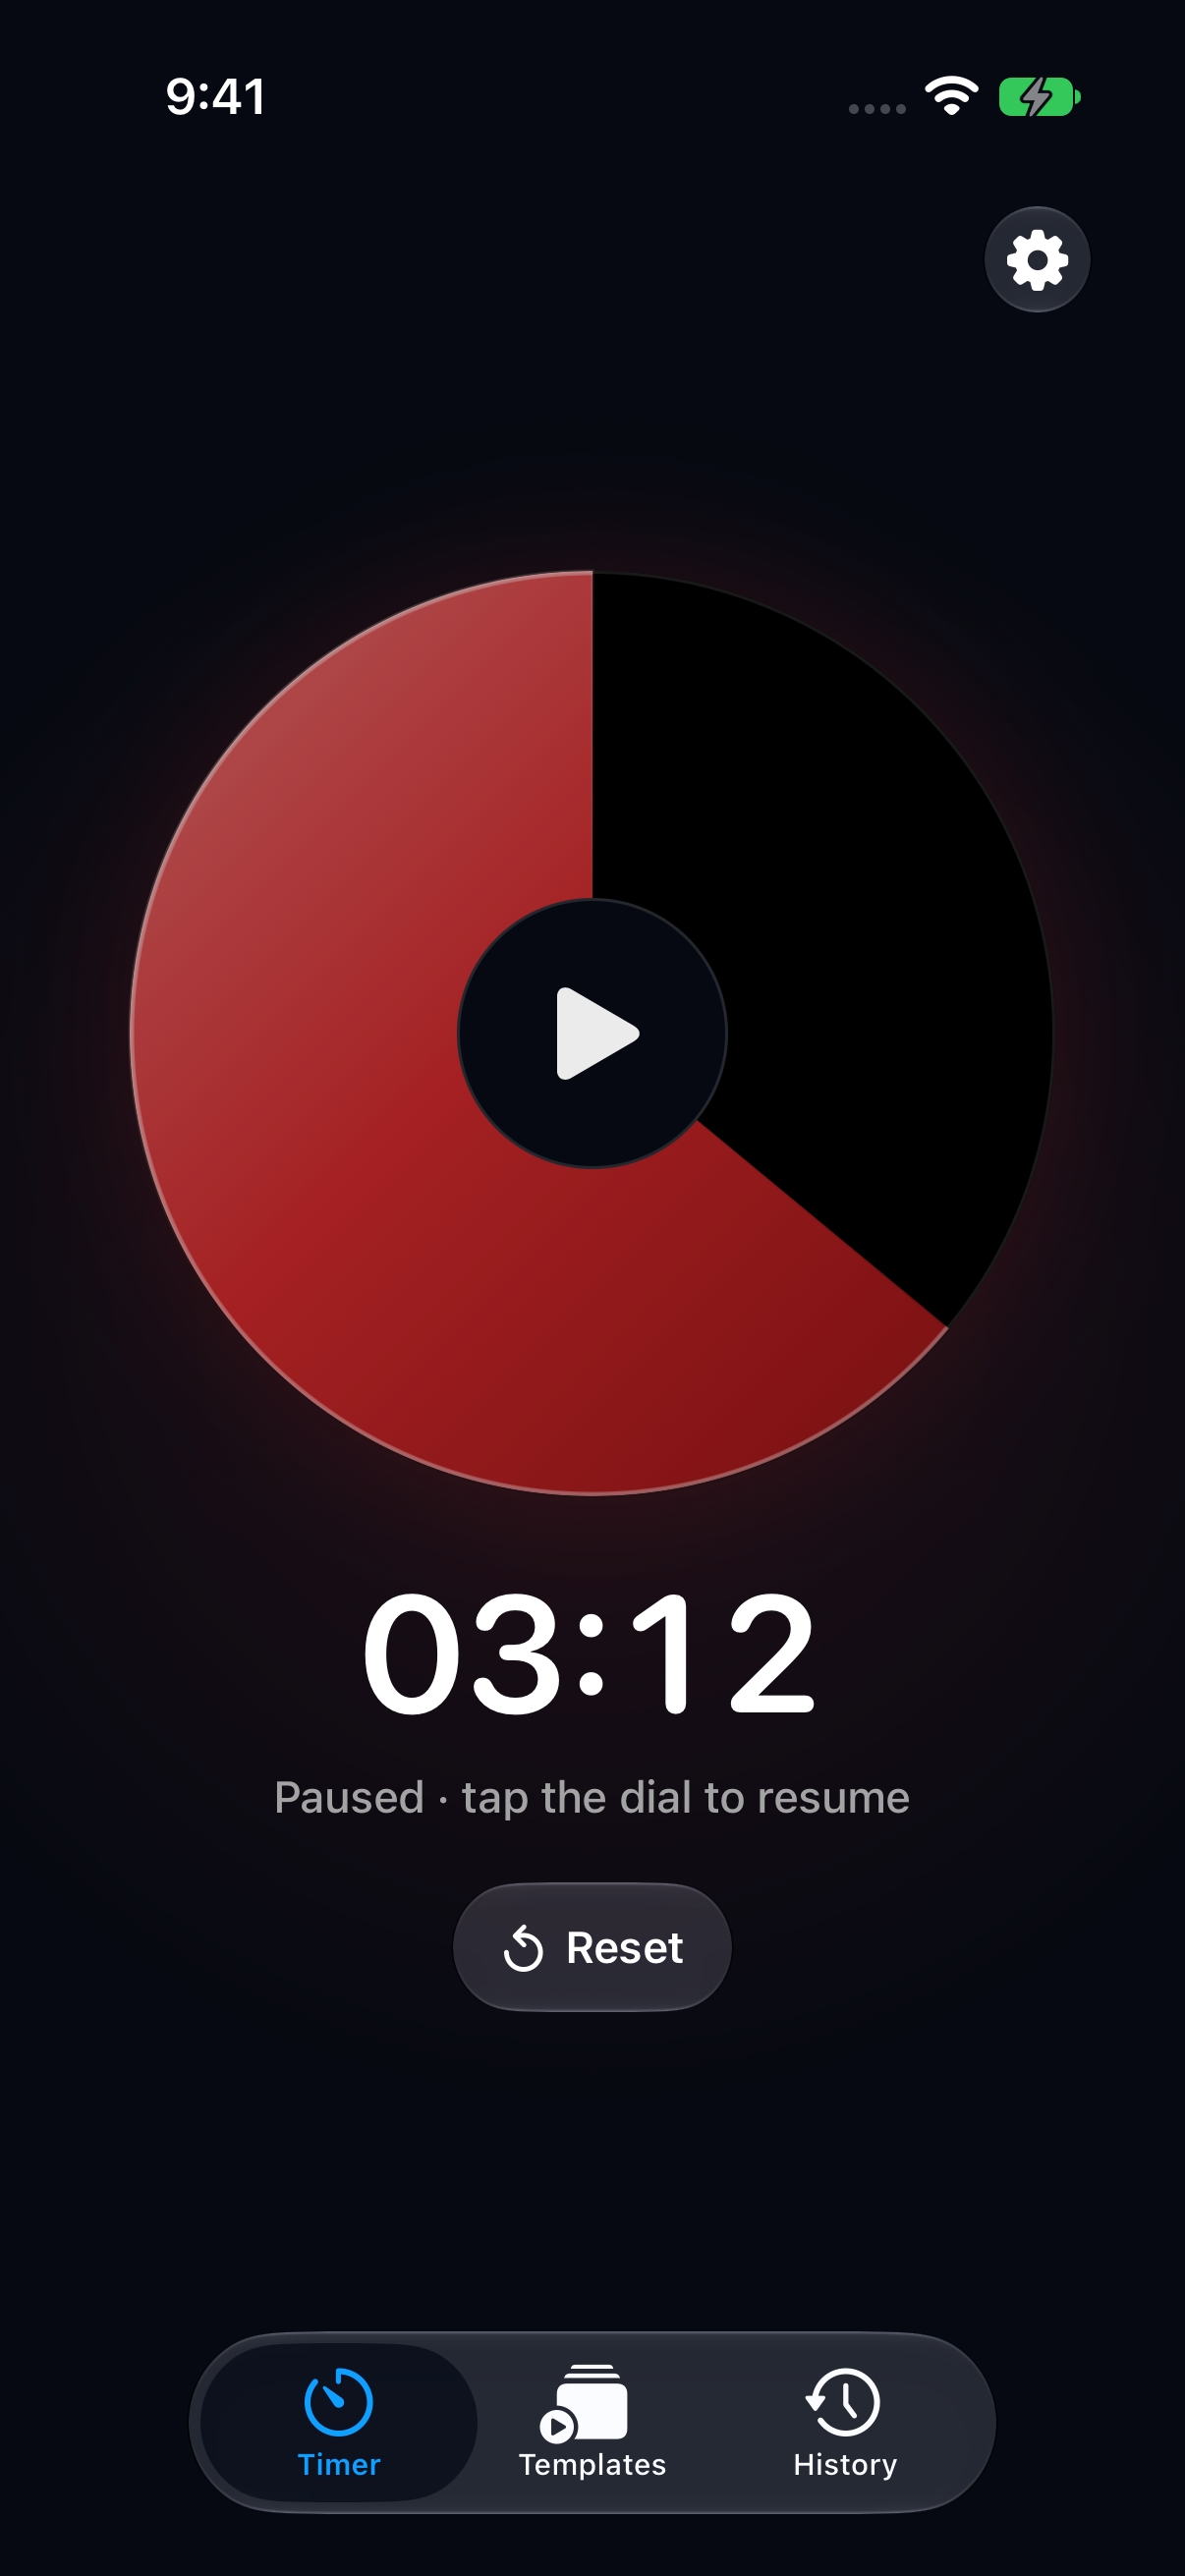 9:41
03:12
Paused · tap the dial to resume
Reset
Timer
Templates
History